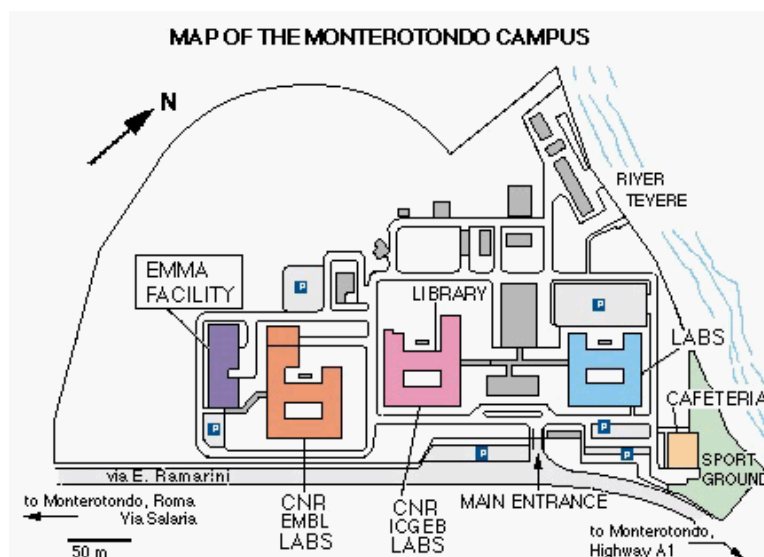 MAP OF THE MONTEROTONDO CAMPUS
N
RIVER
TEVERE
EMMA
FACILITY
P
LIBRARY
P
LABS
CAFETERIA
P
P
P
P
SPORT
GROUND
via E. Ramarini
to Monterotondo, Roma
Via Salaria
50 m
CNR
EMBL
LABS
CNR
ICGEB
LABS
MAIN ENTRANCE
to Monterotondo,
Highway A1